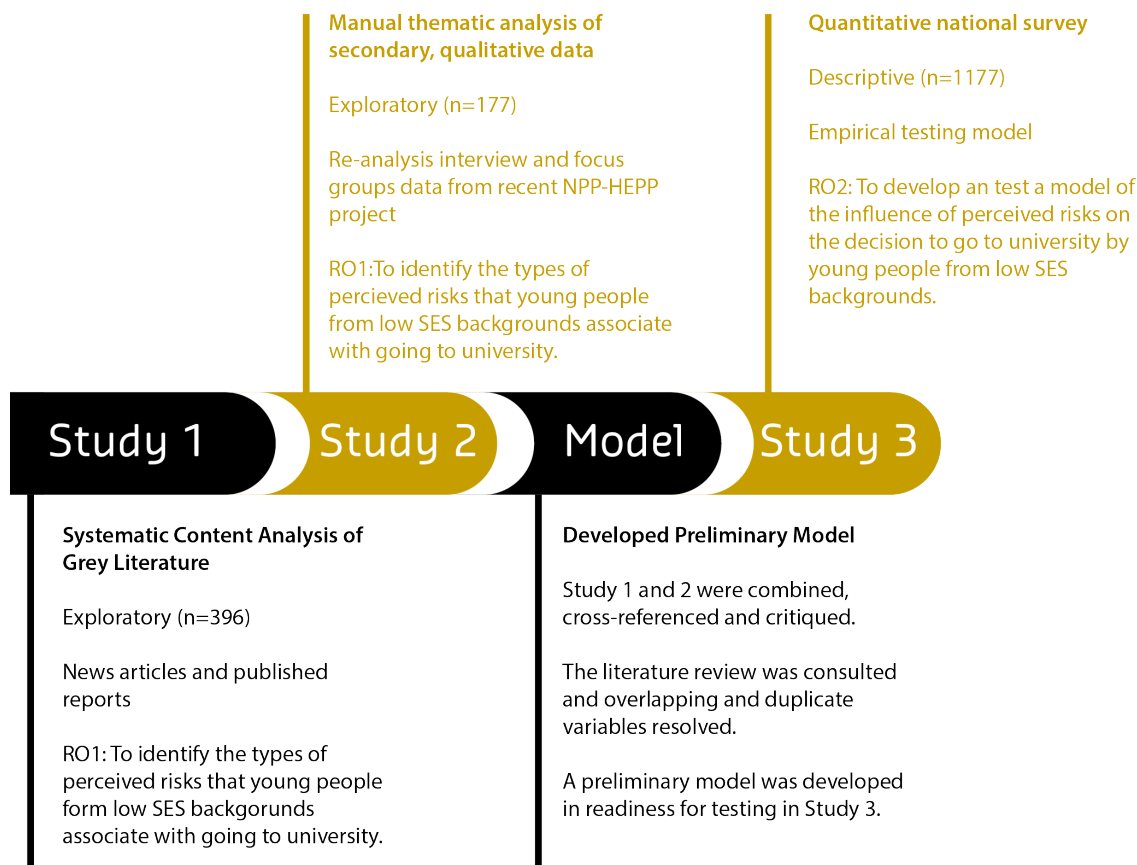 Manual thematic analysis of
secondary, qualitative data
Exploratory (n=177)
Re-analysis interview and focus
groups data from recent NPP-HEPP
project
RO1:To identify the types of
percieved risks that young people
from low SES backgrounds associate
with going to university.
Quantitative national survey
Descriptive (n=1177)
Empirical testing model
RO2: To develop an test a model of
the influence of perceived risks on
the decision to go to university by
young people from low SES
backgrounds.
Study 1
Study 2
Model
Study 3
Systematic Content Analysis of
Grey Literature
Exploratory (n=396)
News articles and published
reports
RO1: To identify the types of
perceived risks that young people
form low SES backgorunds
associate with going to university.
Developed Preliminary Model
Study 1 and 2 were combined,
cross-referenced and critiqued.
The literature review was consulted
and overlapping and duplicate
variables resolved.
A preliminary model was developed
in readiness for testing in Study 3.